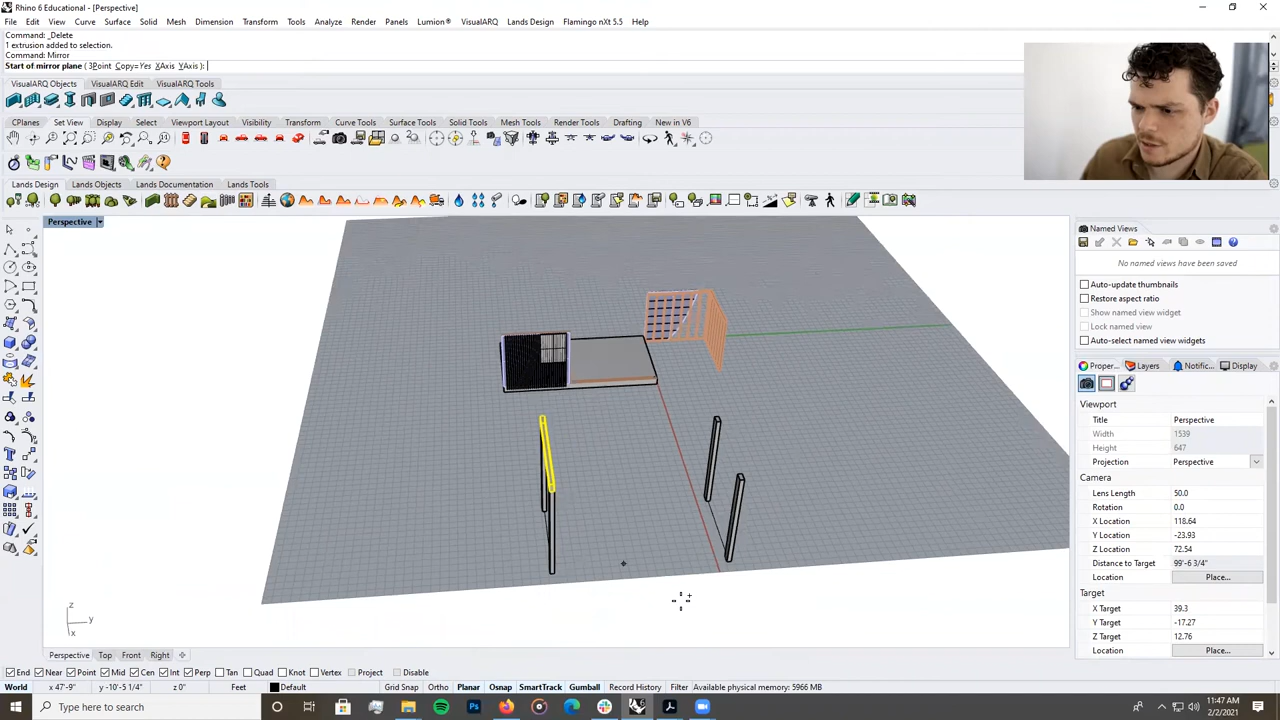 Rhino 6 Educational - [Perspective]
File Edit View Curve Surface Solid Mesh Dimension Transform Tools Analyze Render Panels Lumion® VisualARQ Lands Design Flamingo nXt 5.5 Help
Command: _Delete
1 extrusion added to selection.
Command: Mirror
Start of mirror plane ( 3Point Copy=Yes XAxis YAxis ):
VisualARQ Objects VisualARQ Edit VisualARQ Tools
CPlanes Set View Display Select Viewport Layout Visibility Transform Curve Tools Surface Tools Solid Tools Mesh Tools Render Tools Drafting New in V6
Lands Design Lands Objects Lands Documentation Lands Tools
Perspective
Named Views
No named views have been saved
Auto-update thumbnails
Restore aspect ratio
Show named view widget
Lock named view
Auto-select named view widgets
Proper... Layers Notific... Display
Viewport
Title Perspective
Width 1539
Height 647
Projection Perspective
Camera
Lens Length 50.0
Rotation 0.0
X Location 118.64
Y Location -23.93
Z Location 72.54
Distance to Target 99'-6 3/4"
Location Place...
Target
X Target 39.3
Y Target -17.27
Z Target 12.76
Location Place...
z
y
x
Perspective Top Front Right
End Near Point Mid Cen Int Perp Tan Quad Knot Vertex Project Disable
World x 47'-9" y -10'-5 1/4" z 0" Feet Default Grid Snap Ortho Planar Osnap SmartTrack Gumball Record History Filter Available physical memory: 5966 MB
Type here to search
11:47 AM
2/2/2021